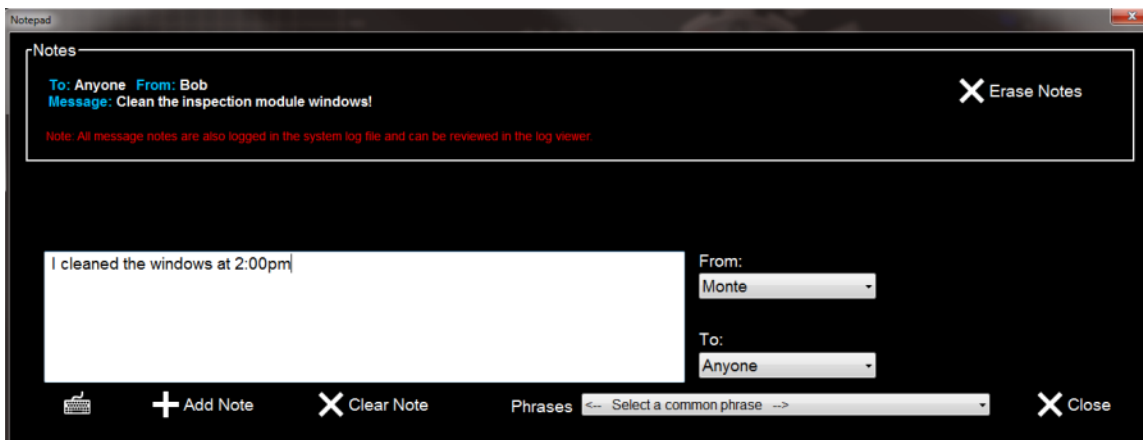 Notepad
x
Notes
To: Anyone From: Bob
Message: Clean the inspection module windows!
Erase Notes
Note: All message notes are also logged in the system log file and can be reviewed in the log viewer
I cleaned the windows at 2:00pm
From:
Monte
To:
Anyone
Add Note
Clear Note
Phrases
<-- Select a common phrase -->
Close